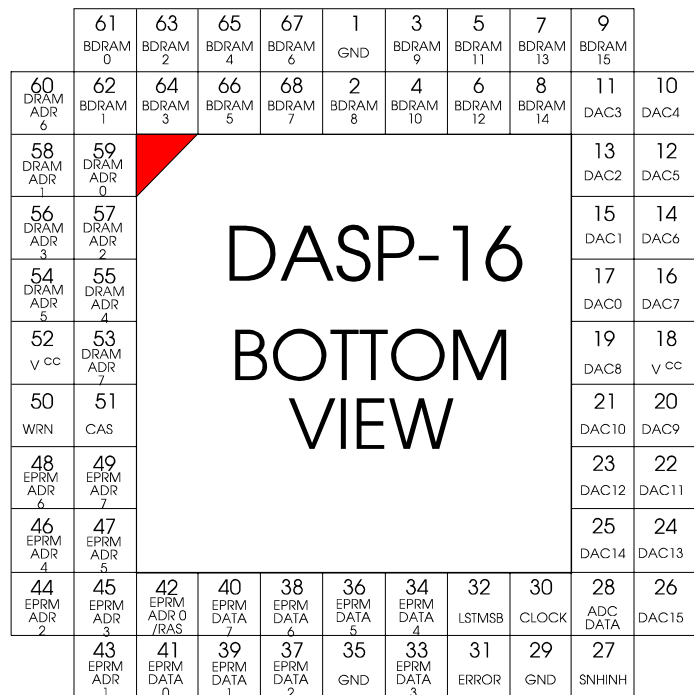 61 63 65 67 1 3 5 7 9
BDRAM BDRAM BDRAM BDRAM GND BDRAM BDRAM BDRAM BDRAM
0 2 4 6 9 11 13 15
60 62 64 66 68 2 4 6 8 11 10
DRAM BDRAM BDRAM BDRAM BDRAM BDRAM BDRAM BDRAM BDRAM DAC3 DAC4
ADR 1 3 5 7 8 10 12 14
6
58 59 13 12
DRAM DRAM DAC2 DAC5
ADR ADR
1 0
56 57 15 14
DRAM DRAM DAC1 DAC6
ADR ADR
3 2
DASP-16
54 55 17 16
DRAM DRAM DAC0 DAC7
ADR ADR
5 4
52 53 19 18
V CC DRAM DAC8 V CC
ADR
7
BOTTOM
50 51 21 20
WRN CAS DAC10 DAC9
VIEW
48 49 23 22
EPRM EPRM DAC12 DAC11
ADR ADR
6 7
46 47 25 24
EPRM EPRM DAC14 DAC13
ADR ADR
4 5
44 45 42 40 38 36 34 32 30 28 26
EPRM EPRM EPRM EPRM EPRM EPRM EPRM LSTMSB CLOCK ADC DAC15
ADR ADR ADR 0 DATA DATA DATA DATA DATA
2 3 /RAS 7 6 5 4
43 41 39 37 35 33 31 29 27
EPRM EPRM EPRM EPRM GND EPRM ERROR GND SNHINH
ADR DATA DATA DATA DATA
1 0 1 2 3